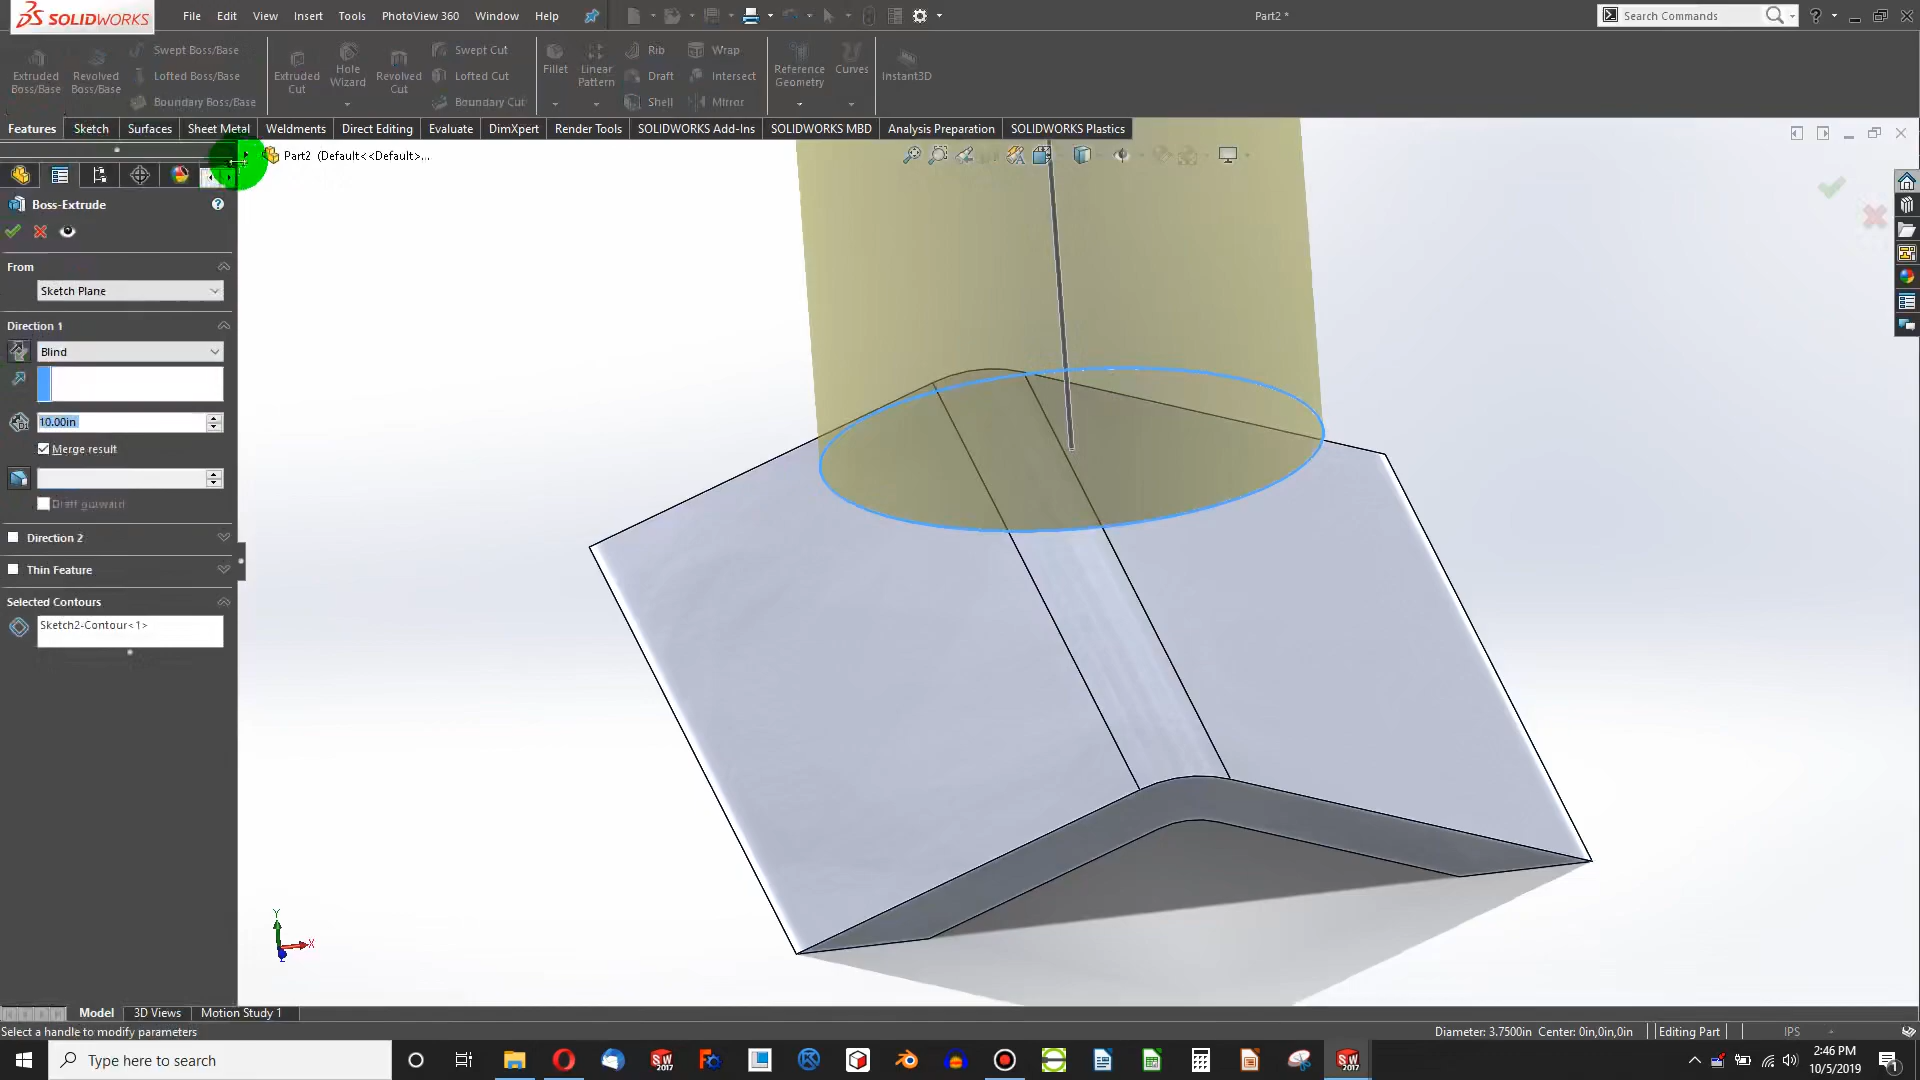 SOLIDWORKS File Edit View Insert Tools PhotoView 360 Window Help Part2 * Search Commands
Extruded Boss/Base
Revolved Boss/Base
Swept Boss/Base
Lofted Boss/Base
Boundary Boss/Base
Extruded Cut
Hole Wizard
Revolved Cut
Swept Cut
Lofted Cut
Boundary Cut
Fillet
Linear Pattern
Rib
Draft
Shell
Wrap
Intersect
Mirror
Reference Geometry
Curves
Instant3D
Features Sketch Surfaces Sheet Metal Weldments Direct Editing Evaluate DimXpert Render Tools SOLIDWORKS Add-Ins SOLIDWORKS MBD Analysis Preparation SOLIDWORKS Plastics
Part2 (Default<<Default>...
Boss-Extrude
From
Sketch Plane
Direction 1
Blind
10.00in
Merge result
Draft outward
Direction 2
Thin Feature
Selected Contours
Sketch2-Contour<1>
Y
X
Z
Model 3D Views Motion Study 1
Select a handle to modify parameters Diameter: 3.7500in Center: 0in,0in,0in Editing Part IPS
Type here to search
SW 2017
SW 2017
2:46 PM
10/5/2019
1